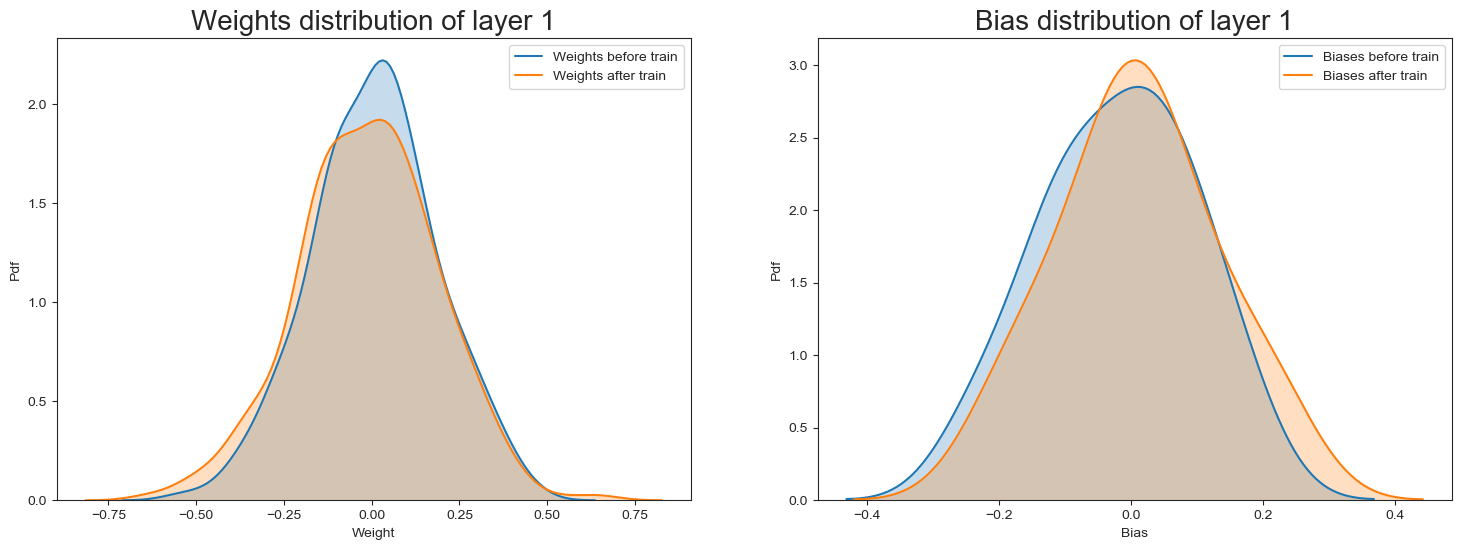 Weights distribution of layer 1
Weights before train
Weights after train
2.0
1.5
1.0
0.5
0.0
−0.75
−0.50
−0.25
0.00
0.25
0.50
0.75
Pdf
Weight
Bias distribution of layer 1
Biases before train
Biases after train
3.0
2.5
2.0
1.5
1.0
0.5
0.0
−0.4
−0.2
0.0
0.2
0.4
Pdf
Bias